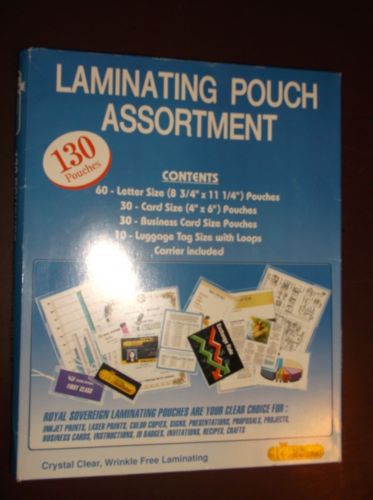 LAMINATING POUCH
ASSORTMENT
130
Pouches
CONTENTS
60 - Letter Size (8 3/4" x 11 1/4") Pouches
30 - Card Size (4" x 6") Pouches
30 - Business Card Size Pouches
10 - Luggage Tag Size with Loops
Carrier Included
FIRST CLASS
ROYAL SOVEREIGN LAMINATING POUCHES ARE YOUR CLEAR CHOICE FOR :
INKJET PRINTS, LASER PRINTS, COLOR COPIES, SIGNS, PRESENTATIONS, PROPOSALS, PROJECTS,
BUSINESS CARDS, INSTRUCTIONS, ID BADGES, INVITATIONS, RECIPES, CRAFTS
Crystal Clear, Wrinkle Free Laminating